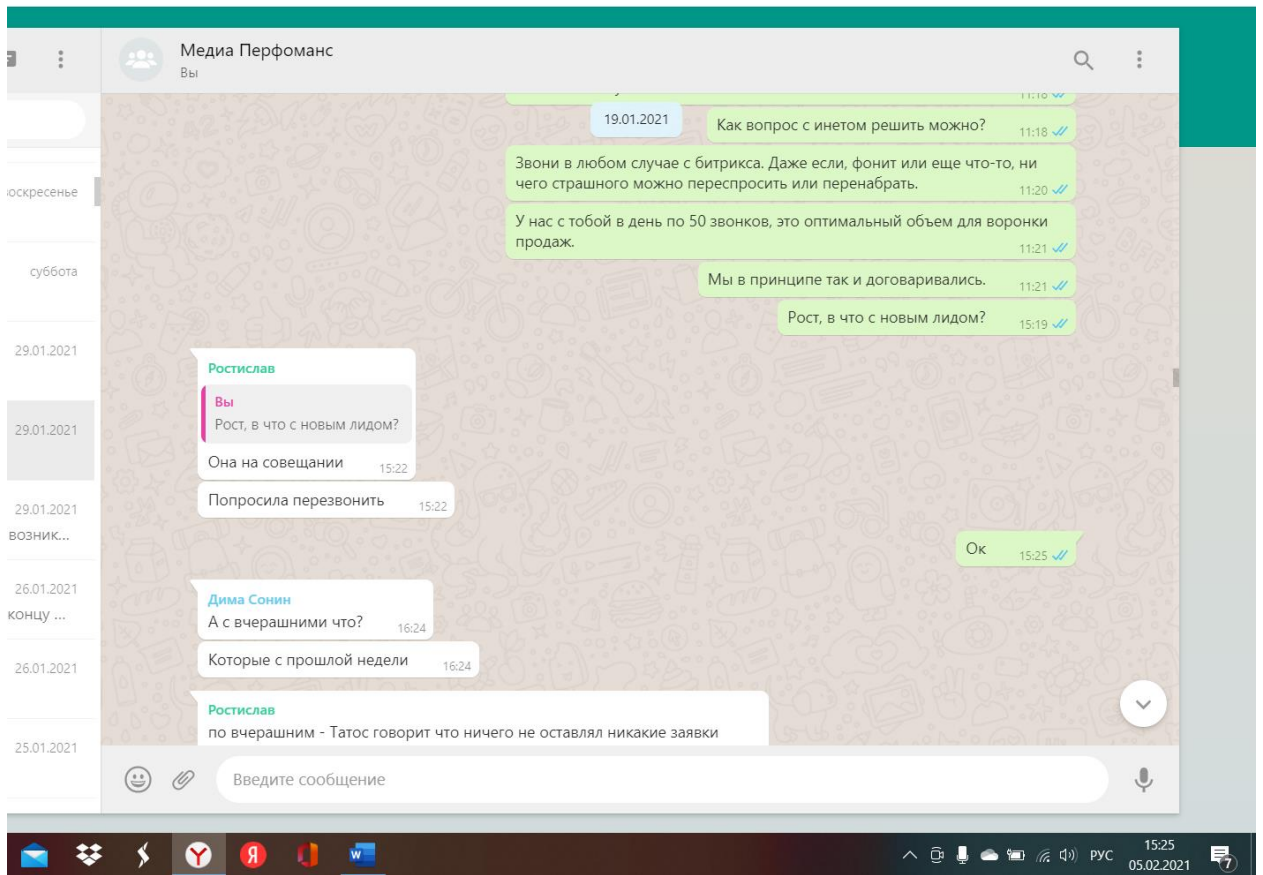 Медиа Перфоманс
Вы
11:18
19.01.2021
Как вопрос с инетом решить можно?
11:18
Звони в любом случае с битрикса. Даже если, фонит или еще что-то, ни
чего страшного можно переспросить или перенабрать.
11:20
У нас с тобой в день по 50 звонков, это оптимальный объем для воронки
продаж.
11:21
Мы в принципе так и договаривались.
11:21
Рост, в что с новым лидом?
15:19
Ростислав
Вы
Рост, в что с новым лидом?
Она на совещании
15:22
Попросила перезвонить
15:22
Ок
15:25
Дима Сонин
А с вчерашними что?
16:24
Которые с прошлой недели
16:24
Ростислав
по вчерашним - Татос говорит что ничего не оставлял никакие заявки
Введите сообщение
воскресенье
суббота
29.01.2021
29.01.2021
29.01.2021
возник...
26.01.2021
концу ...
26.01.2021
25.01.2021
РУС
15:25
05.02.2021
7